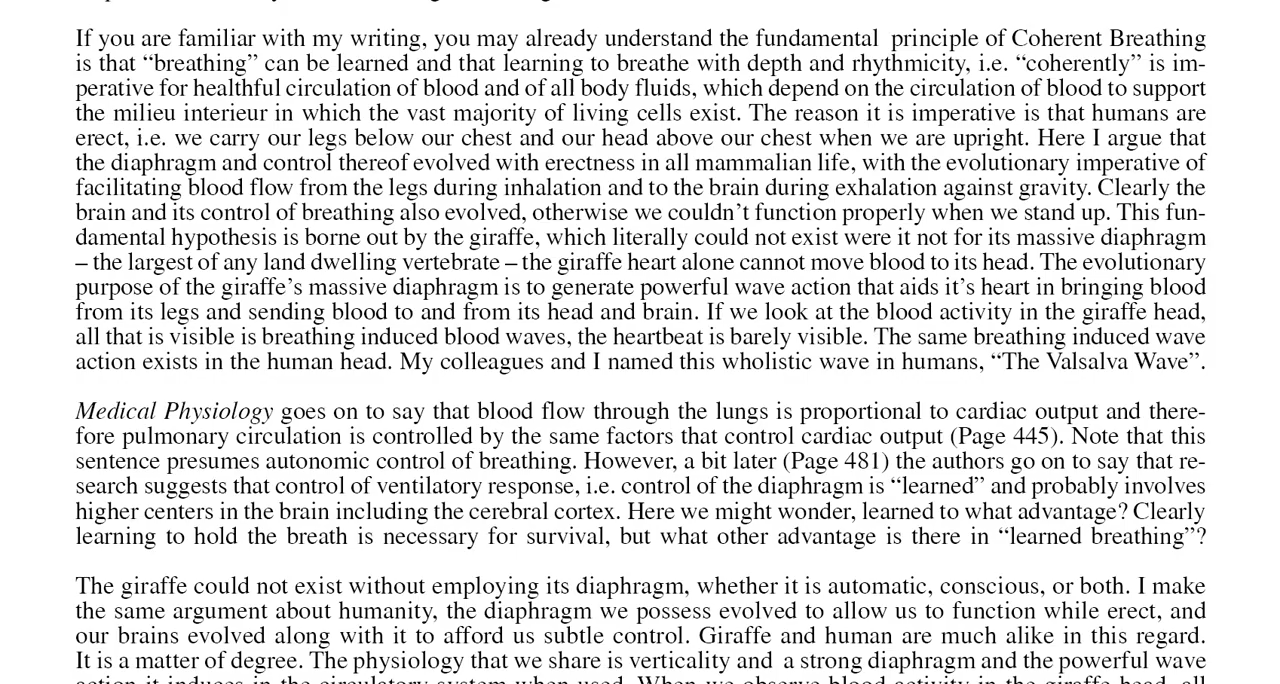 If you are familiar with my writing, you may already understand the fundamental principle of Coherent Breathing
is that “breathing” can be learned and that learning to breathe with depth and rhythmicity, i.e. “coherently” is im-
perative for healthful circulation of blood and of all body fluids, which depend on the circulation of blood to support
the milieu interieur in which the vast majority of living cells exist. The reason it is imperative is that humans are
erect, i.e. we carry our legs below our chest and our head above our chest when we are upright. Here I argue that
the diaphragm and control thereof evolved with erectness in all mammalian life, with the evolutionary imperative of
facilitating blood flow from the legs during inhalation and to the brain during exhalation against gravity. Clearly the
brain and its control of breathing also evolved, otherwise we couldn’t function properly when we stand up. This fun-
damental hypothesis is borne out by the giraffe, which literally could not exist were it not for its massive diaphragm
– the largest of any land dwelling vertebrate – the giraffe heart alone cannot move blood to its head. The evolutionary
purpose of the giraffe’s massive diaphragm is to generate powerful wave action that aids it’s heart in bringing blood
from its legs and sending blood to and from its head and brain. If we look at the blood activity in the giraffe head,
all that is visible is breathing induced blood waves, the heartbeat is barely visible. The same breathing induced wave
action exists in the human head. My colleagues and I named this wholistic wave in humans, “The Valsalva Wave”.
Medical Physiology goes on to say that blood flow through the lungs is proportional to cardiac output and there-
fore pulmonary circulation is controlled by the same factors that control cardiac output (Page 445). Note that this
sentence presumes autonomic control of breathing. However, a bit later (Page 481) the authors go on to say that re-
search suggests that control of ventilatory response, i.e. control of the diaphragm is “learned” and probably involves
higher centers in the brain including the cerebral cortex. Here we might wonder, learned to what advantage? Clearly
learning to hold the breath is necessary for survival, but what other advantage is there in “learned breathing”?
The giraffe could not exist without employing its diaphragm, whether it is automatic, conscious, or both. I make
the same argument about humanity, the diaphragm we possess evolved to allow us to function while erect, and
our brains evolved along with it to afford us subtle control. Giraffe and human are much alike in this regard.
It is a matter of degree. The physiology that we share is verticality and a strong diaphragm and the powerful wave
action it induces in the circulatory system when used. When we observe blood activity in the giraffe head, all